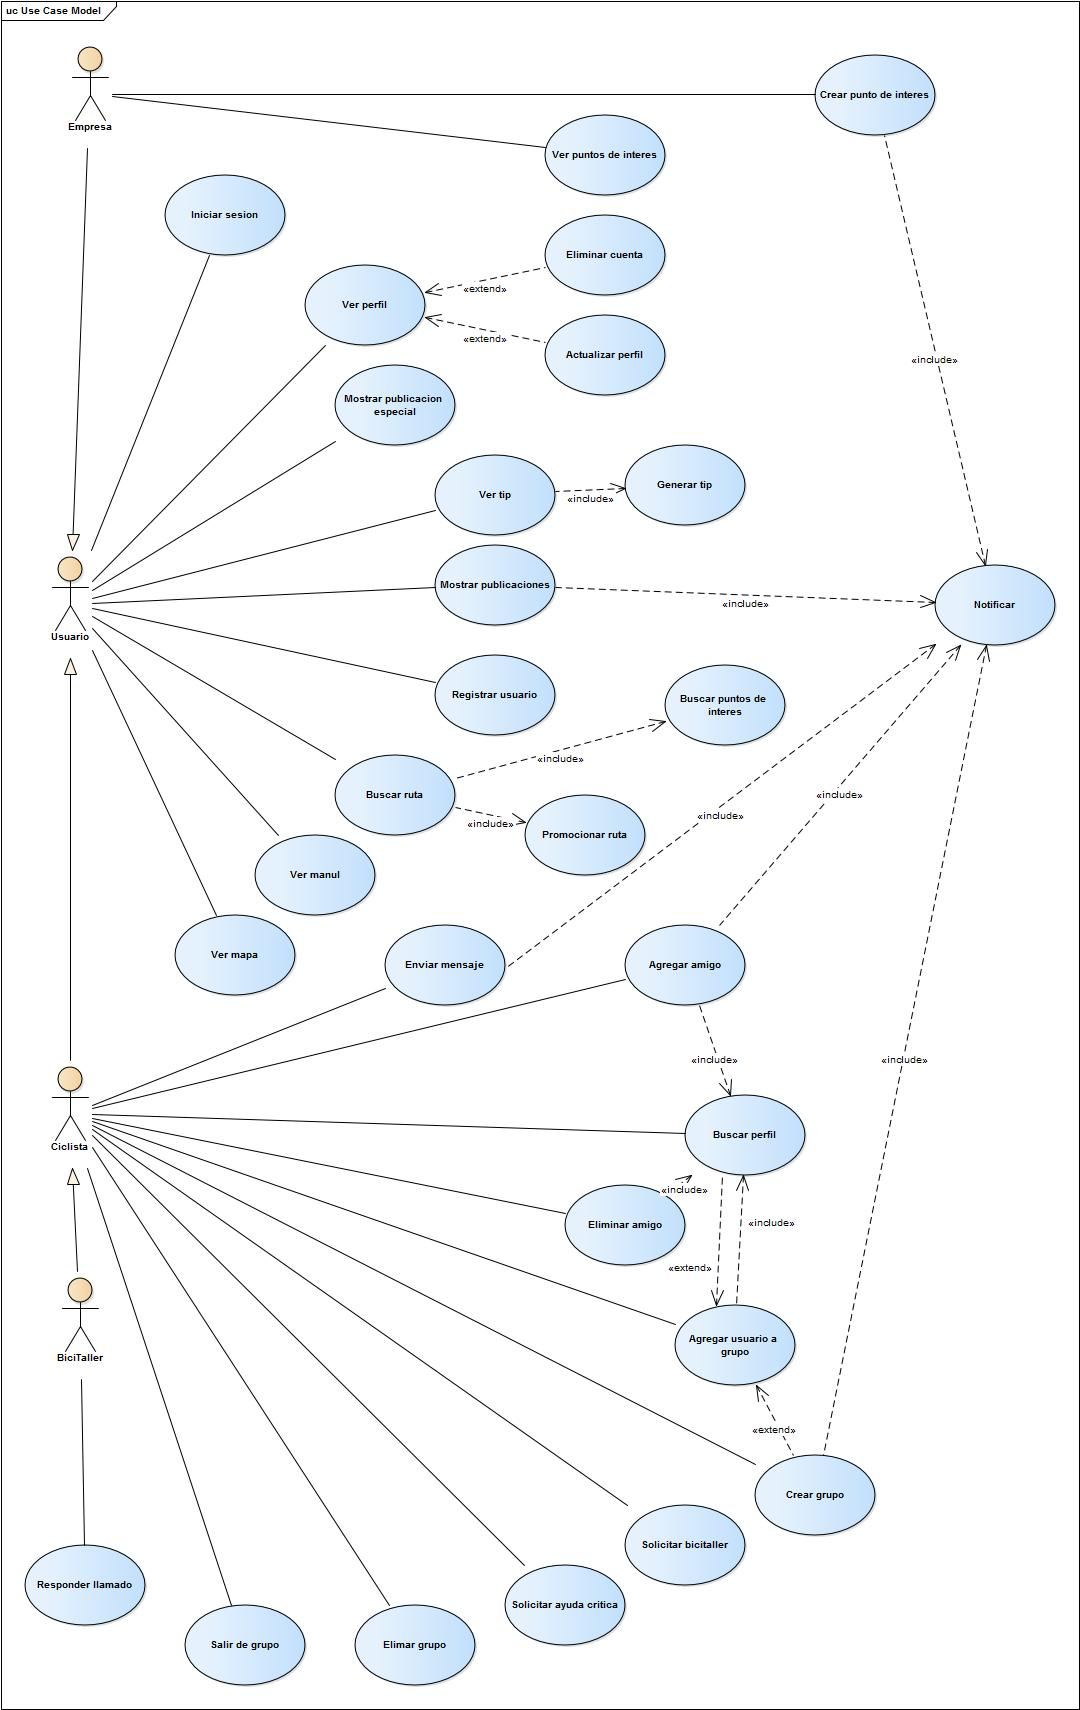 uc Use Case Model
Empresa
Crear punto de interes
Ver puntos de interes
Iniciar sesion
Eliminar cuenta
«extend»
Ver perfil
«extend»
Actualizar perfil
«include»
Mostrar publicacion
especial
Ver tip
«include»
Generar tip
Usuario
Mostrar publicaciones
«include»
Notificar
Registrar usuario
Buscar puntos de
interes
«include»
Buscar ruta
«include»
Promocionar ruta
«include»
«include»
Ver manul
Ver mapa
Enviar mensaje
Agregar amigo
«include»
«include»
Ciclista
Buscar perfil
«include»
Eliminar amigo
«include»
«extend»
Agregar usuario a
grupo
BiciTaller
«extend»
Crear grupo
Solicitar bicitaller
Responder llamado
Solicitar ayuda critica
Salir de grupo
Elimar grupo